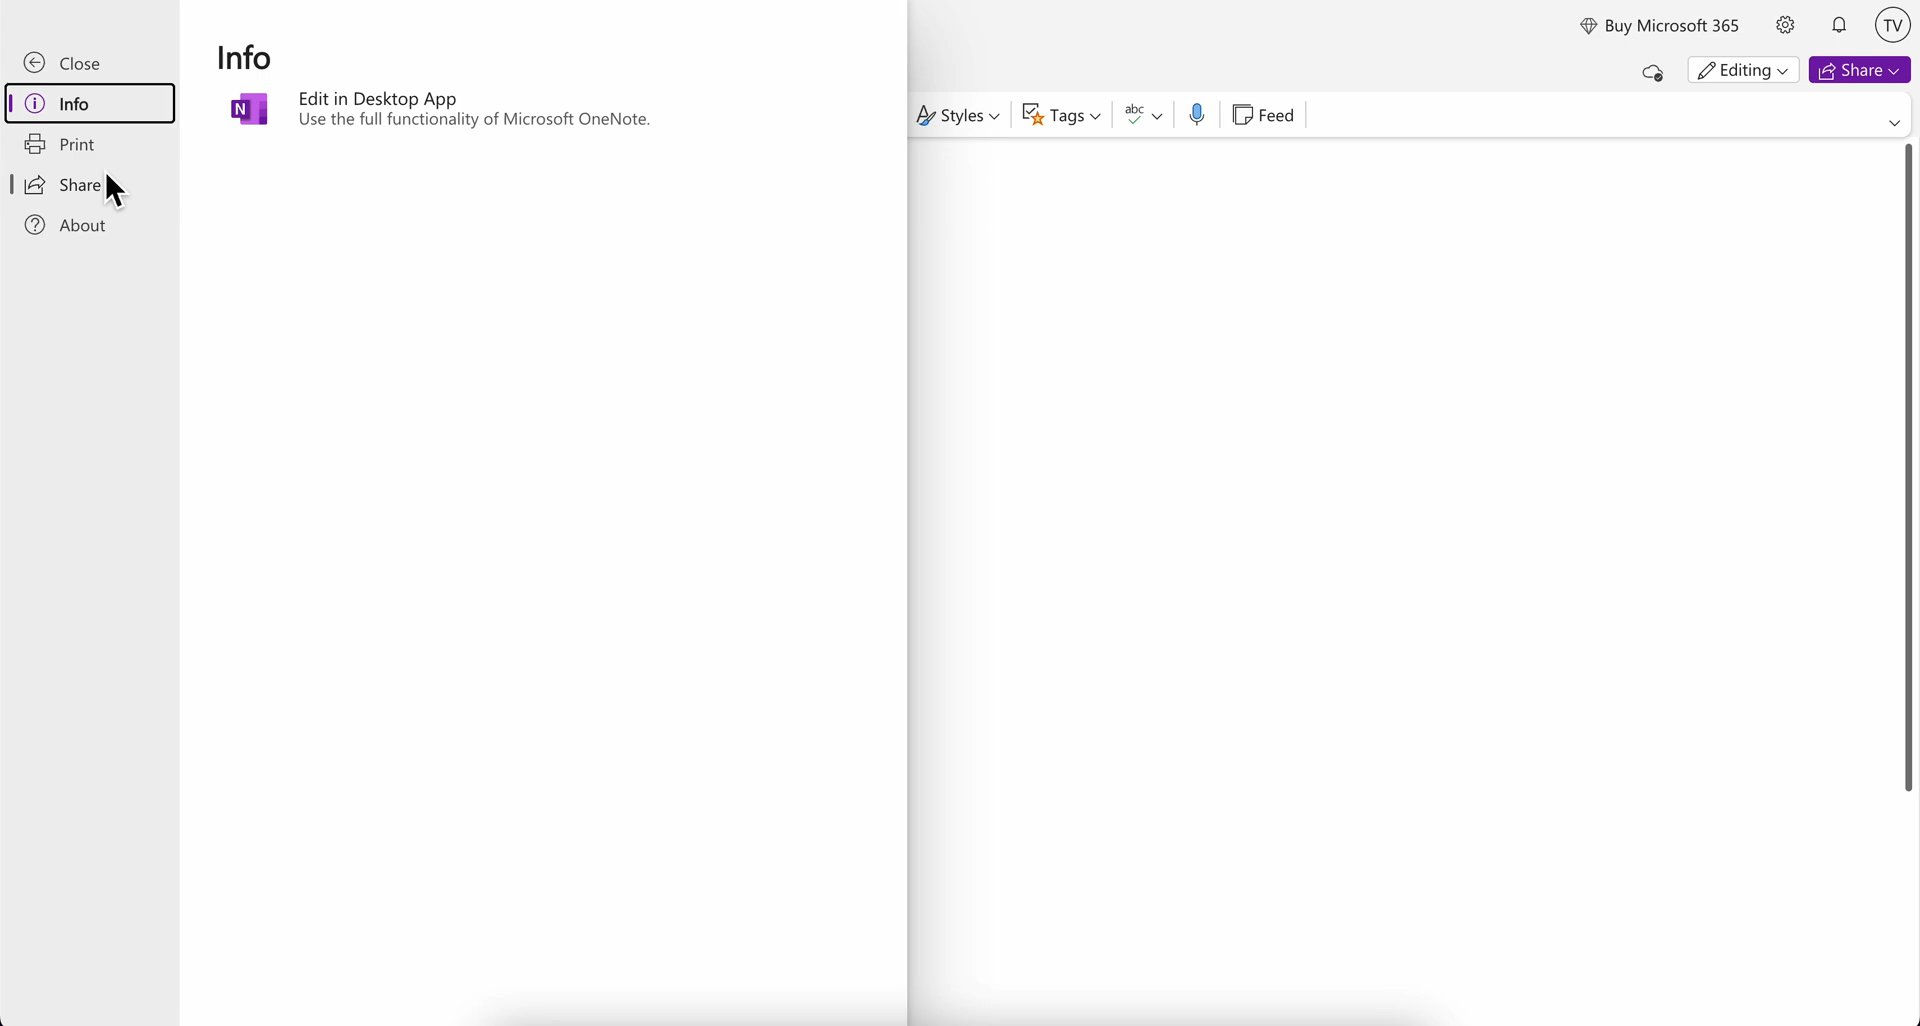 Close
Info
Print
Share
About
Info
N
Edit in Desktop App
Use the full functionality of Microsoft OneNote.
Buy Microsoft 365
TV
Editing
Share
Styles
Tags
abc
Feed